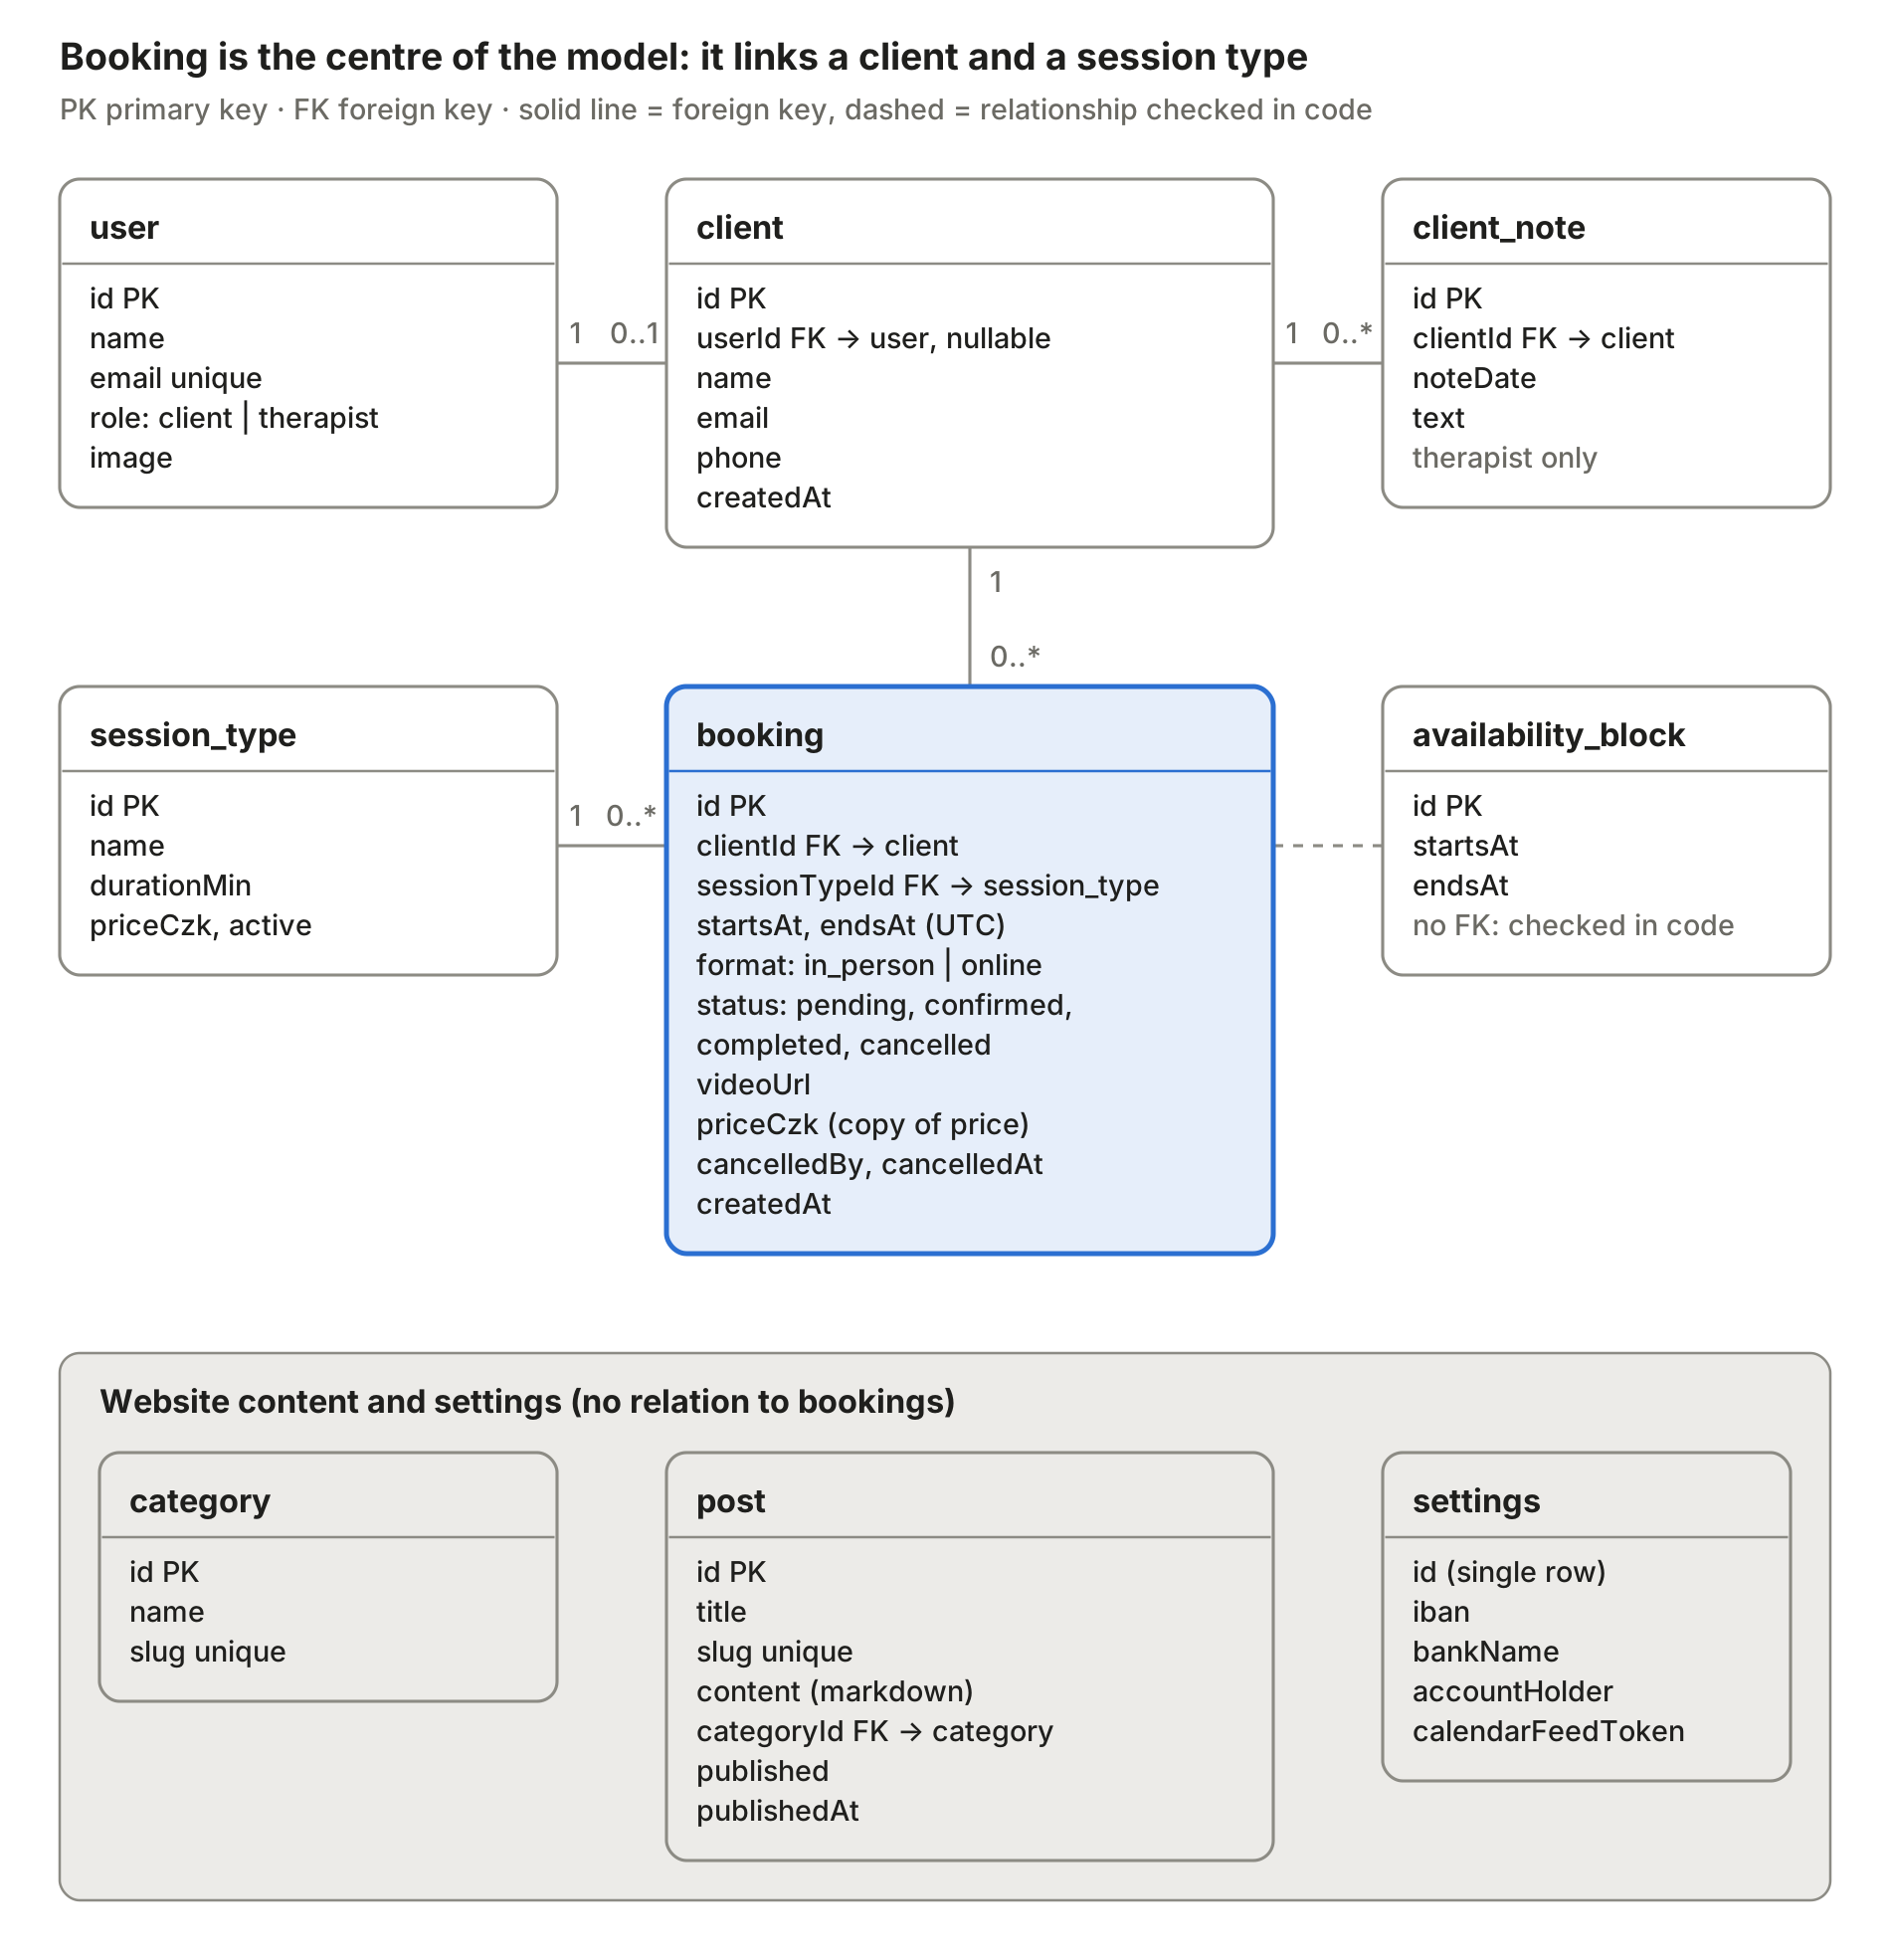 Booking is the centre of the model: it links a client and a session type
PK primary key · FK foreign key · solid line = foreign key, dashed = relationship checked in code
user
id PK
name
email unique
role: client | therapist
image
1 0..1
client
id PK
userId FK → user, nullable
name
email
phone
createdAt
1 0..*
client_note
id PK
clientId FK → client
noteDate
text
therapist only
1
0..*
session_type
id PK
name
durationMin
priceCzk, active
1 0..*
booking
id PK
clientId FK → client
sessionTypeId FK → session_type
startsAt, endsAt (UTC)
format: in_person | online
status: pending, confirmed,
completed, cancelled
videoUrl
priceCzk (copy of price)
cancelledBy, cancelledAt
createdAt
availability_block
id PK
startsAt
endsAt
no FK: checked in code
Website content and settings (no relation to bookings)
category
id PK
name
slug unique
post
id PK
title
slug unique
content (markdown)
categoryId FK → category
published
publishedAt
settings
id (single row)
iban
bankName
accountHolder
calendarFeedToken